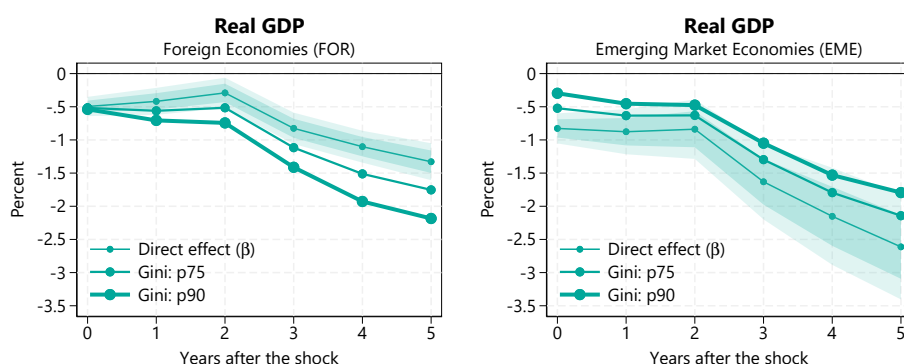 Real GDP
Foreign Economies (FOR)
0
-.5
-1
-1.5
-2
-2.5
-3
-3.5
Percent
Direct effect (β)
Gini: p75
Gini: p90
0 1 2 3 4 5
Years after the shock
Real GDP
Emerging Market Economies (EME)
0
-.5
-1
-1.5
-2
-2.5
-3
-3.5
Percent
Direct effect (β)
Gini: p75
Gini: p90
0 1 2 3 4 5
Years after the shock